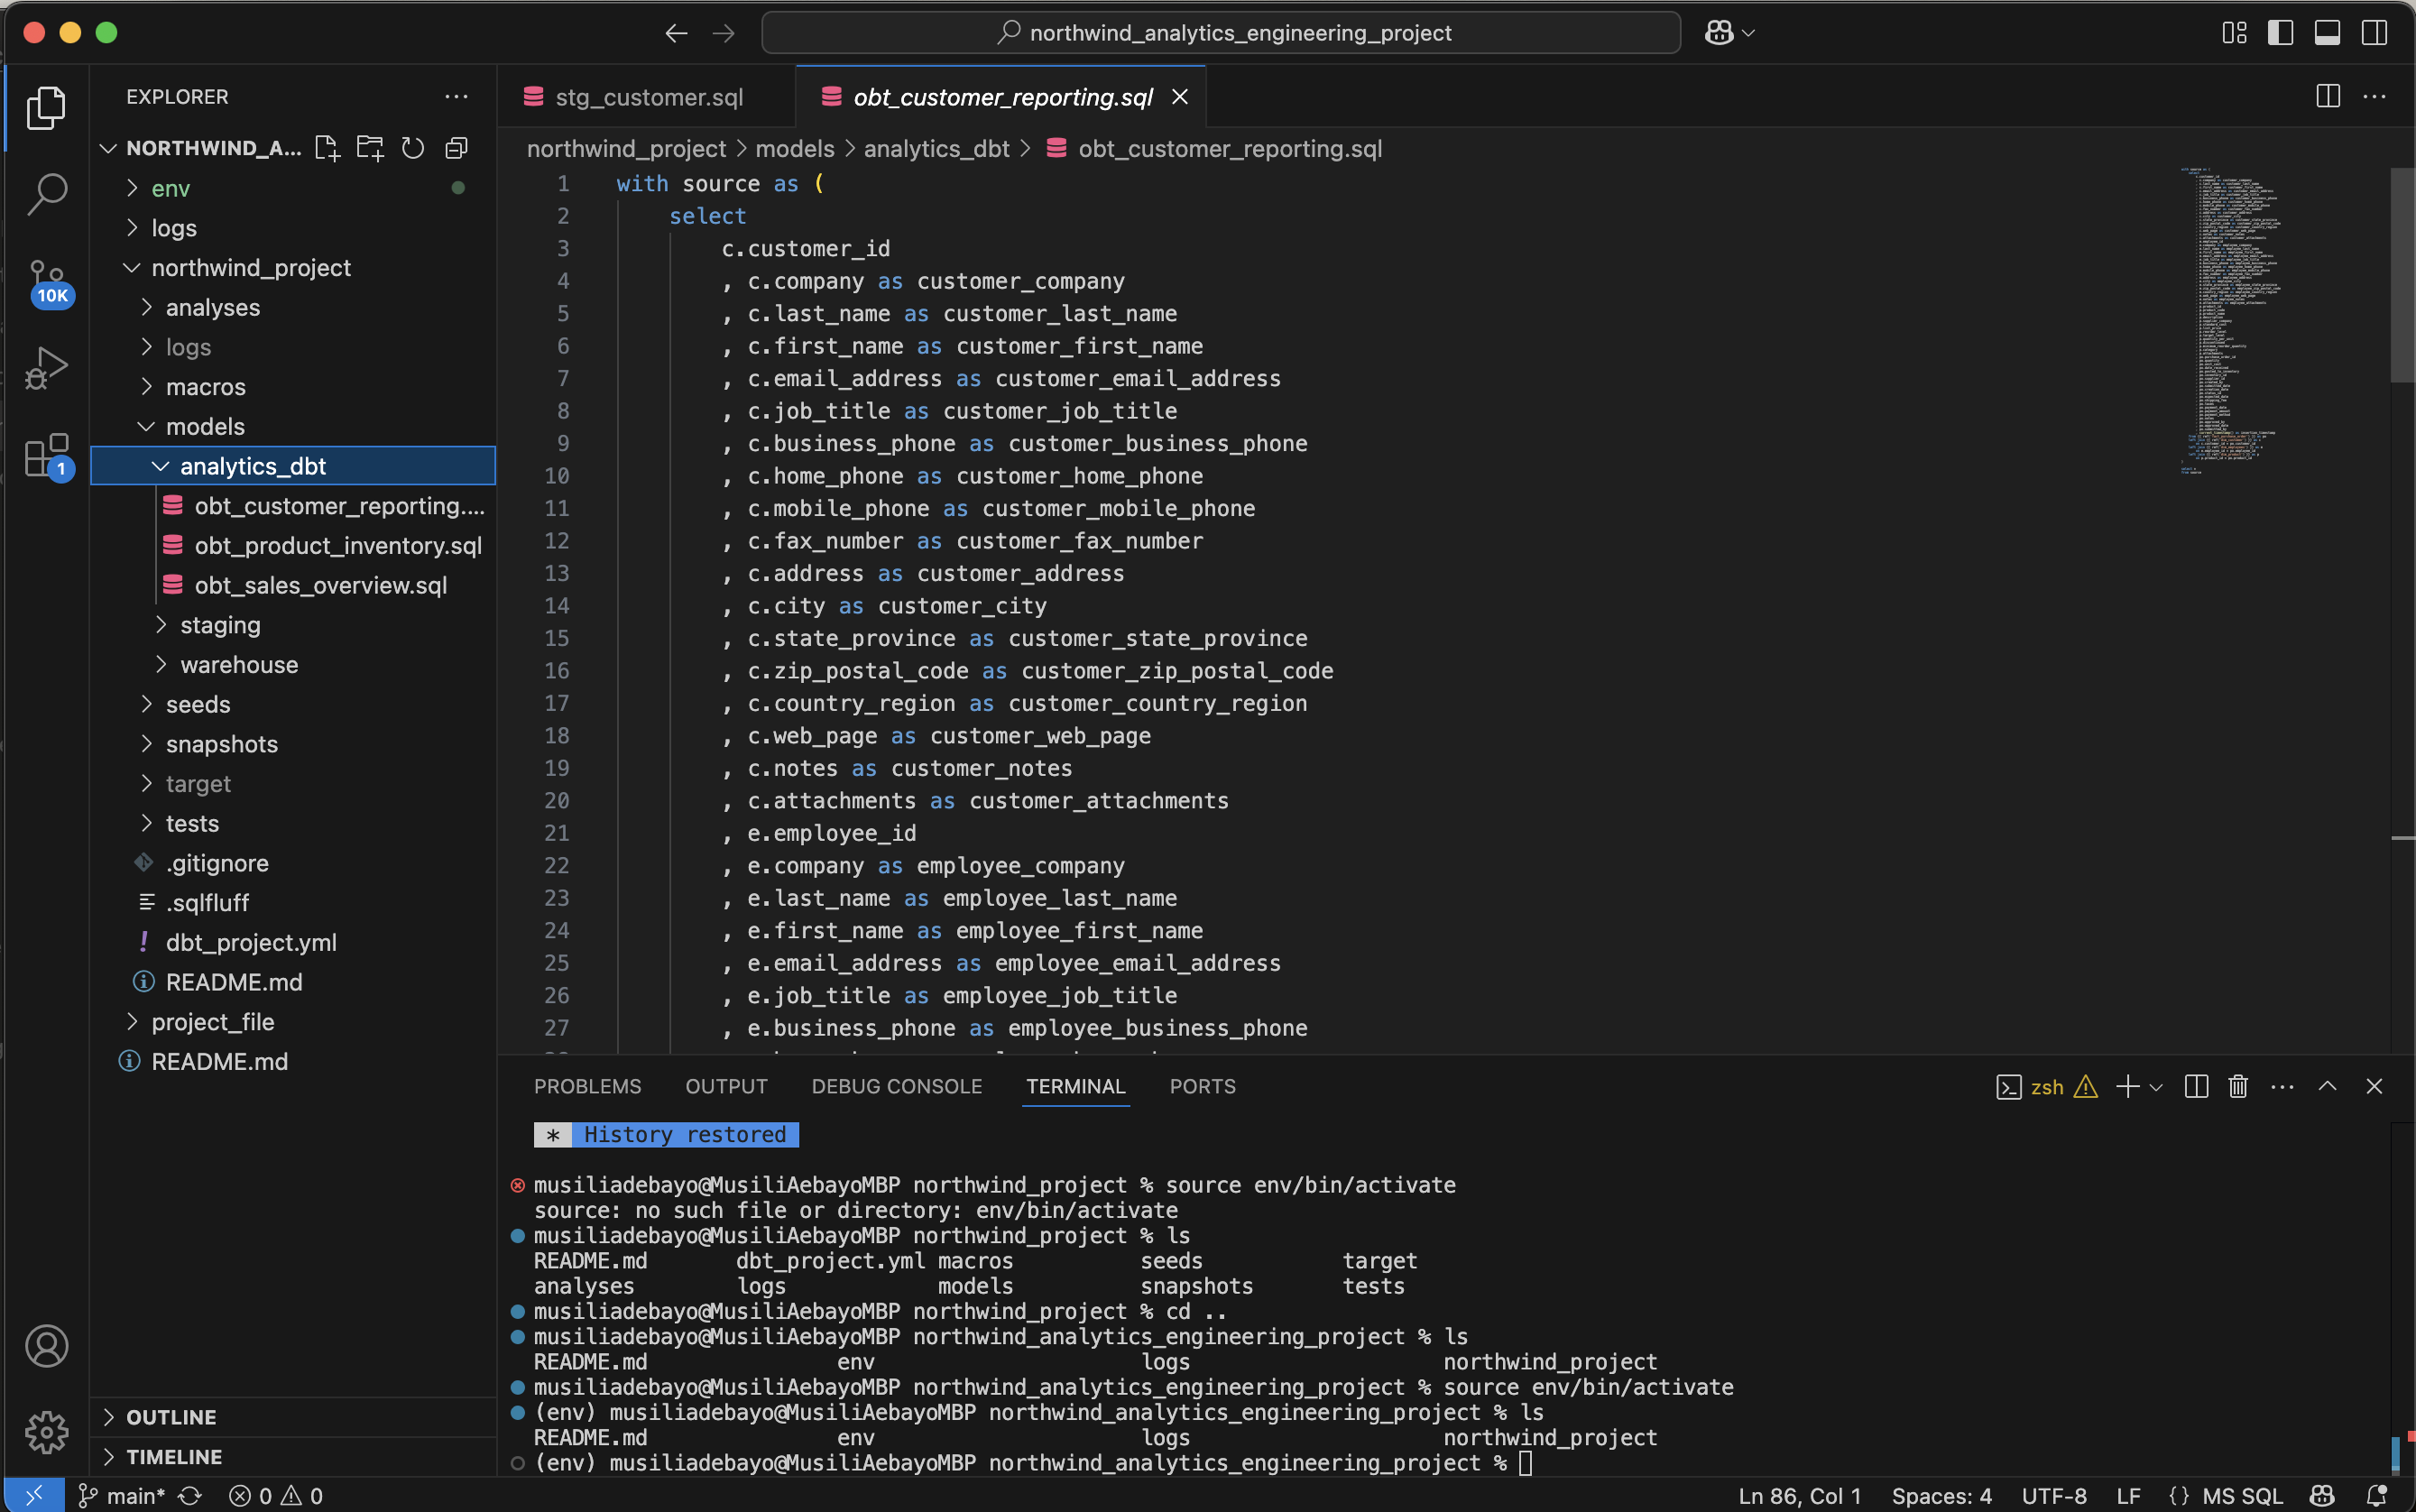 northwind_analytics_engineering_project
EXPLORER
NORTHWIND_A...
env
logs
northwind_project
analyses
logs
macros
models
analytics_dbt
obt_customer_reporting....
obt_product_inventory.sql
obt_sales_overview.sql
staging
warehouse
seeds
snapshots
target
tests
.gitignore
.sqlfluff
dbt_project.yml
README.md
project_file
README.md
OUTLINE
TIMELINE
10K
1
stg_customer.sql
obt_customer_reporting.sql
northwind_project > models > analytics_dbt > obt_customer_reporting.sql
1 with source as (
2 select
3 c.customer_id
4 , c.company as customer_company
5 , c.last_name as customer_last_name
6 , c.first_name as customer_first_name
7 , c.email_address as customer_email_address
8 , c.job_title as customer_job_title
9 , c.business_phone as customer_business_phone
10 , c.home_phone as customer_home_phone
11 , c.mobile_phone as customer_mobile_phone
12 , c.fax_number as customer_fax_number
13 , c.address as customer_address
14 , c.city as customer_city
15 , c.state_province as customer_state_province
16 , c.zip_postal_code as customer_zip_postal_code
17 , c.country_region as customer_country_region
18 , c.web_page as customer_web_page
19 , c.notes as customer_notes
20 , c.attachments as customer_attachments
21 , e.employee_id
22 , e.company as employee_company
23 , e.last_name as employee_last_name
24 , e.first_name as employee_first_name
25 , e.email_address as employee_email_address
26 , e.job_title as employee_job_title
27 , e.business_phone as employee_business_phone
PROBLEMS OUTPUT DEBUG CONSOLE TERMINAL PORTS
zsh
* History restored
musiliadebayo@MusiliAebayoMBP northwind_project % source env/bin/activate
source: no such file or directory: env/bin/activate
musiliadebayo@MusiliAebayoMBP northwind_project % ls
README.md dbt_project.yml macros seeds target
analyses logs models snapshots tests
musiliadebayo@MusiliAebayoMBP northwind_project % cd ..
musiliadebayo@MusiliAebayoMBP northwind_analytics_engineering_project % ls
README.md env logs northwind_project
musiliadebayo@MusiliAebayoMBP northwind_analytics_engineering_project % source env/bin/activate
(env) musiliadebayo@MusiliAebayoMBP northwind_analytics_engineering_project % ls
README.md env logs northwind_project
(env) musiliadebayo@MusiliAebayoMBP northwind_analytics_engineering_project %
main* 0 0 Ln 86, Col 1 Spaces: 4 UTF-8 LF {} MS SQL